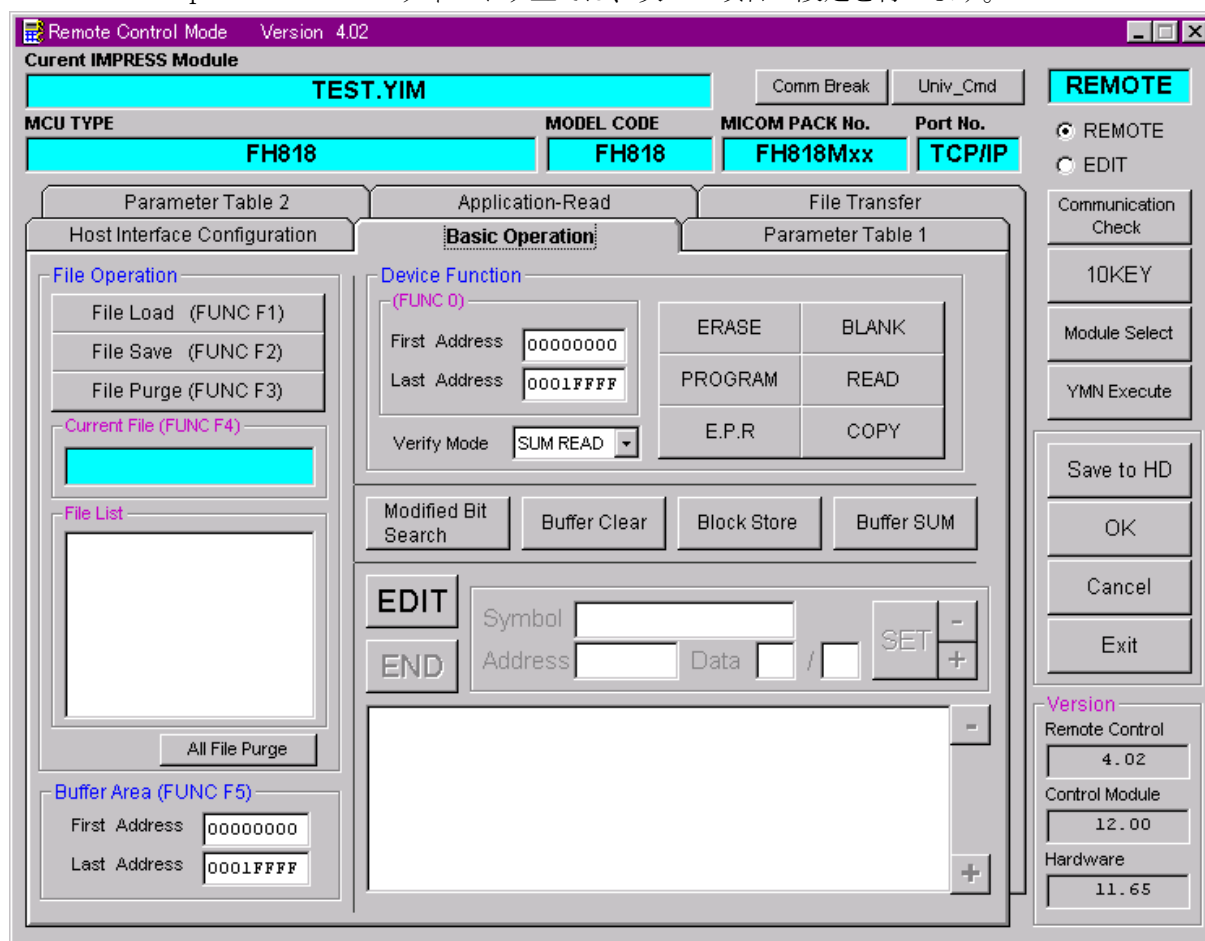 Remote Control Mode Version 4.02
Curent IMPRESS Module
TEST.YIM
Comm Break
Univ_Cmd
REMOTE
MCU TYPE
MODEL CODE
MICOM PACK No.
Port No.
FH818
FH818
FH818Mxx
TCP/IP
REMOTE
EDIT
Parameter Table 2
Application-Read
File Transfer
Host Interface Configuration
Basic Operation
Parameter Table 1
Communication
Check
10KEY
Module Select
YMN Execute
Save to HD
OK
Cancel
Exit
File Operation
File Load (FUNC F1)
File Save (FUNC F2)
File Purge (FUNC F3)
Current File (FUNC F4)
File List
All File Purge
Buffer Area (FUNC F5)
First Address 00000000
Last Address 0001FFFF
Device Function
(FUNC 0)
First Address 00000000
Last Address 0001FFFF
Verify Mode SUM READ
ERASE
BLANK
PROGRAM
READ
E.P.R
COPY
Modified Bit
Search
Buffer Clear
Block Store
Buffer SUM
EDIT
END
Symbol
Address
Data /
SET
-
+
-
+
Version
Remote Control
4.02
Control Module
12.00
Hardware
11.65